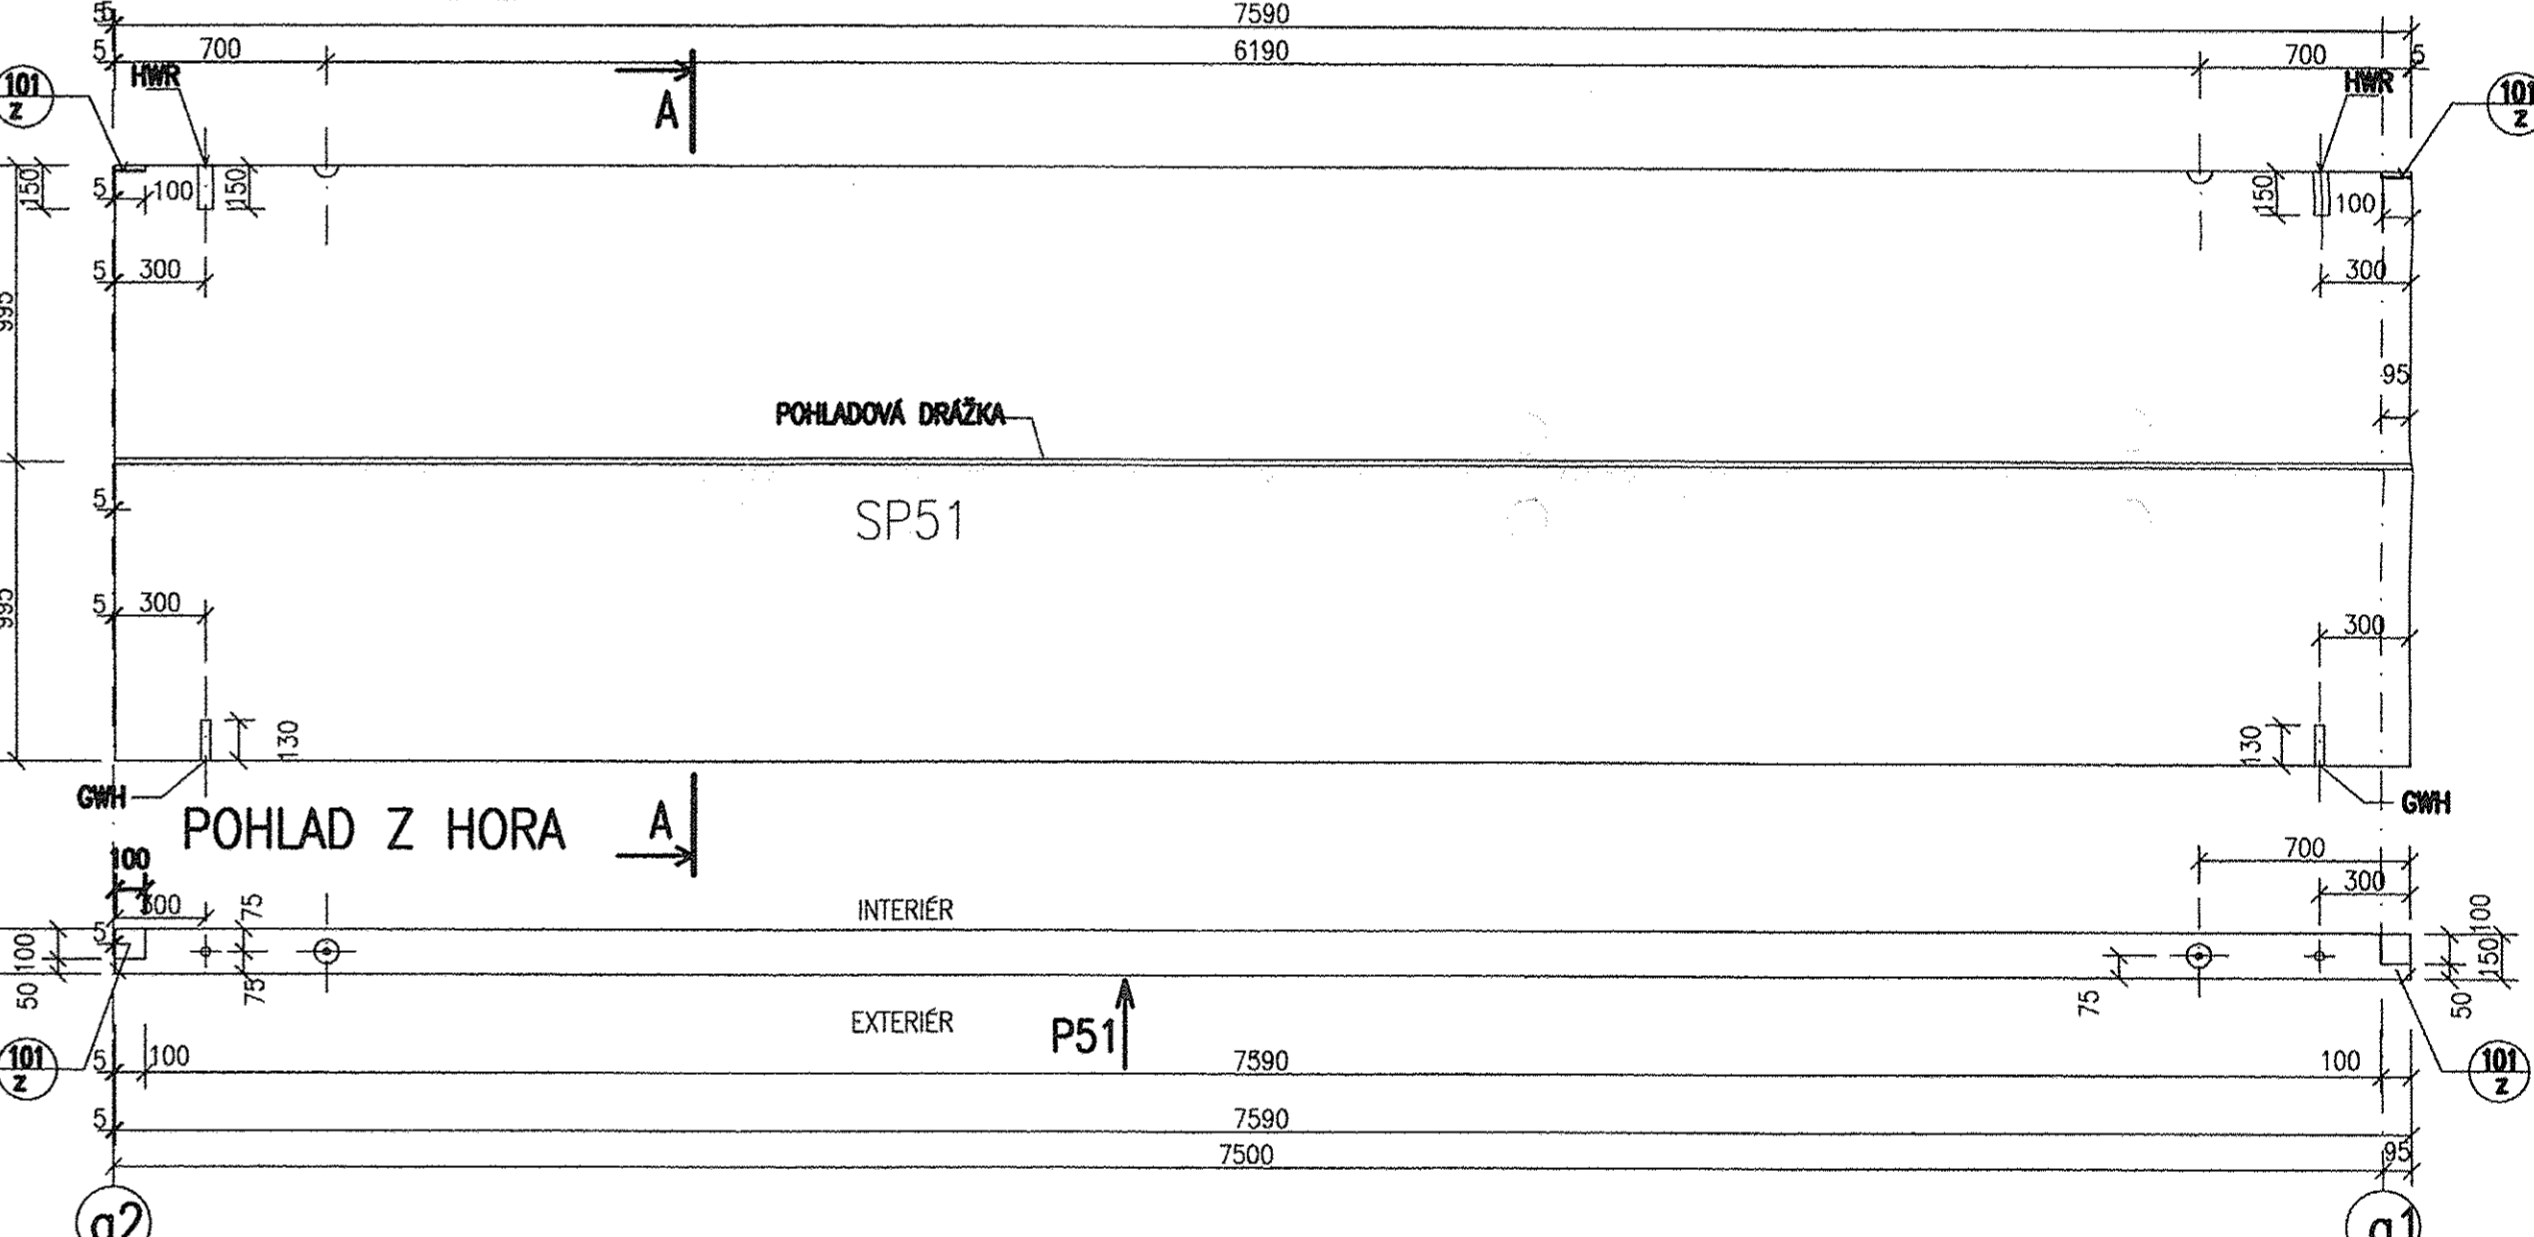 55 7590
5 700 6190 700 5
HWR HWR
101 z 101 z
A
150 5 100 150 150 100
5 300 300
995 95
POHLADOVÁ DRÁŽKA
5 SP51
995 5 300 300
130 130
GWH GWH
POHLAD Z HORA A
100 700
300 75 INTERIÉR 300 100
5 100 150
50 75 75 50
EXTERIÉR P51
101 z 101 z
5 100 7590 100
5 7590
7500 95
a2 a1